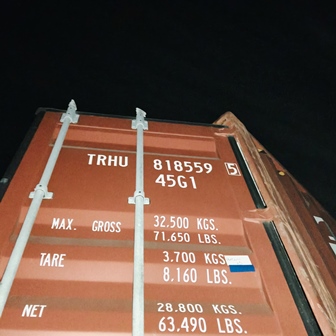 TRHU 818559 5
45G1
MAX. GROSS 32.500 KGS.
71.650 LBS.
TARE 3.700 KGS.
8.160 LBS.
NET 28.800 KGS.
63.490 LBS.